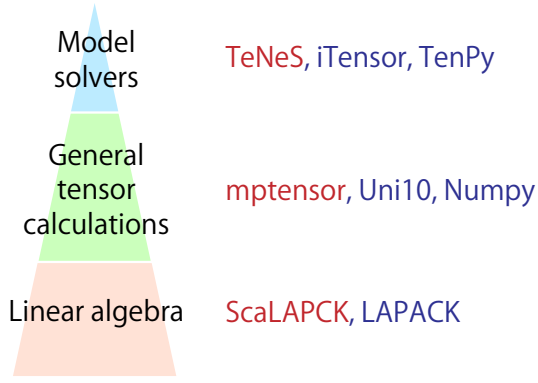 Model
solvers
TeNeS, iTensor, TenPy
General
tensor
calculations
mptensor, Uni10, Numpy
Linear algebra
ScaLAPCK, LAPACK